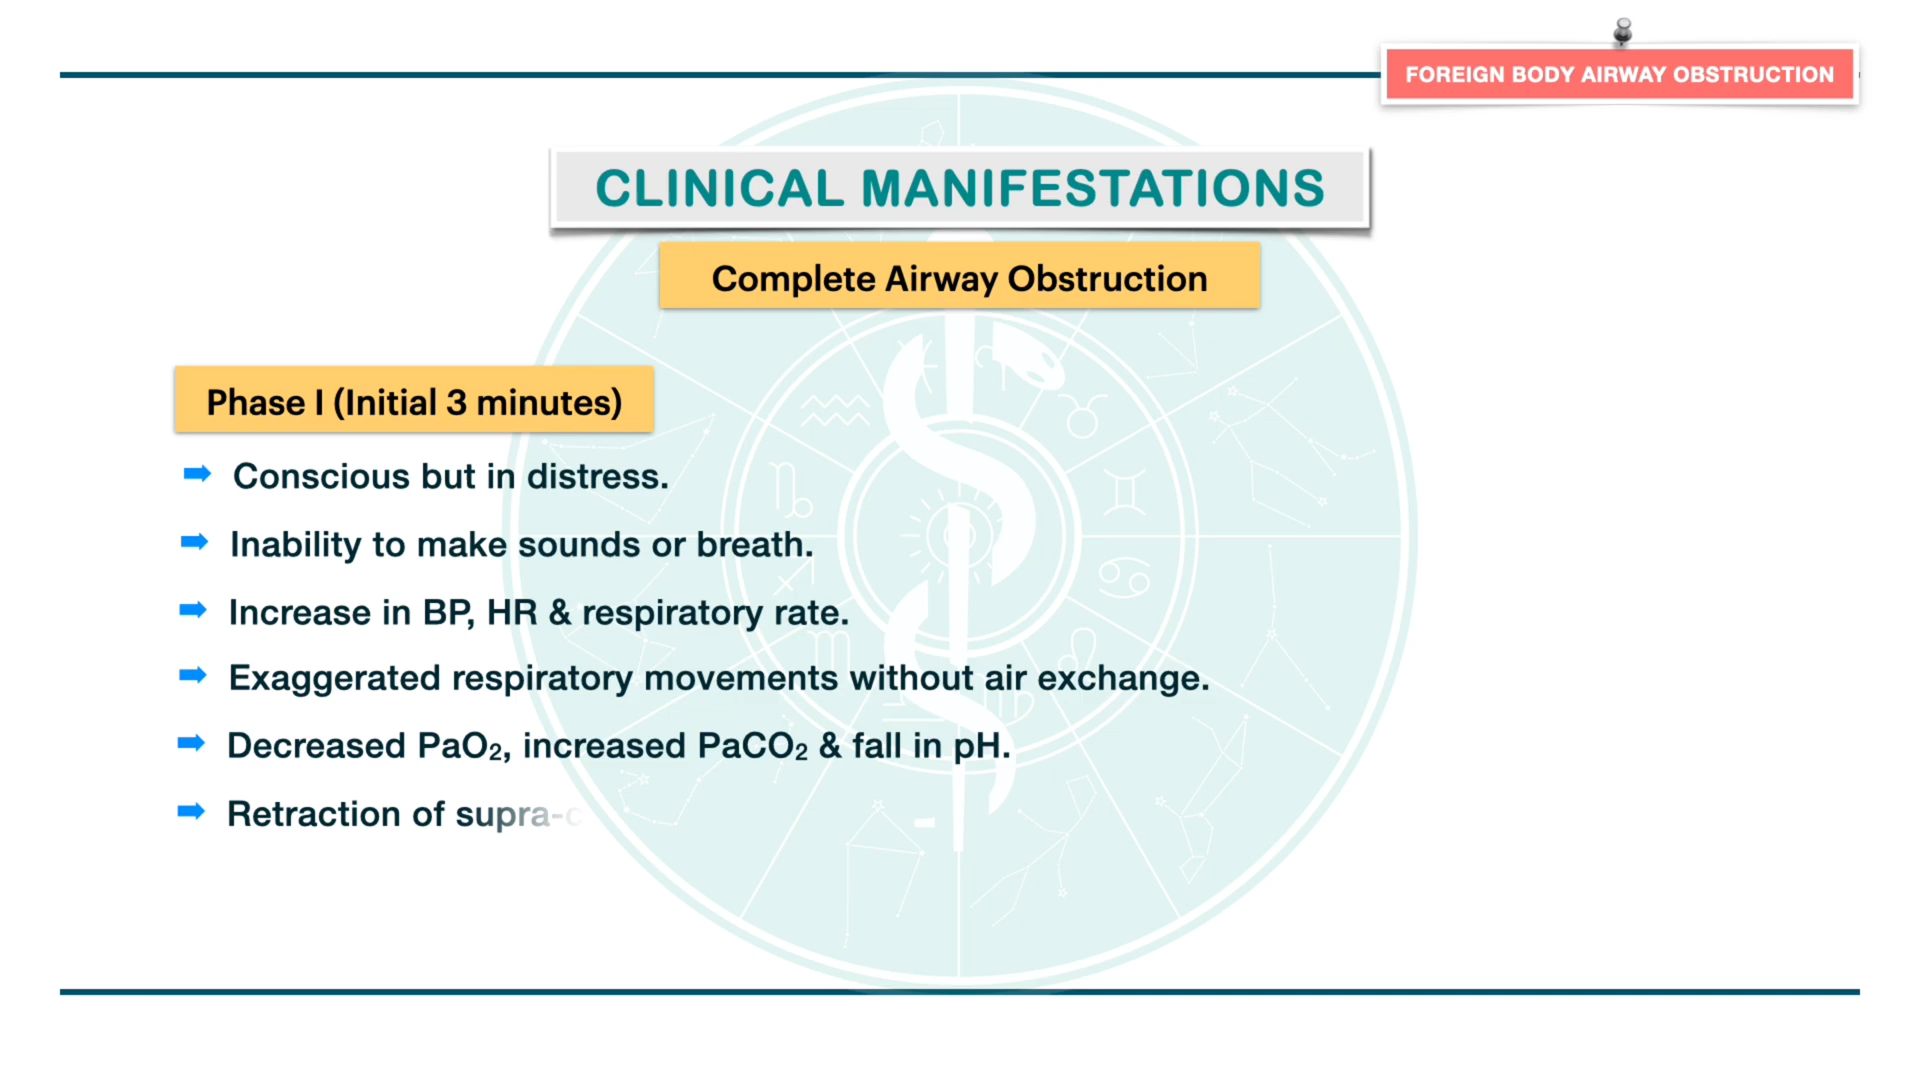 FOREIGN BODY AIRWAY OBSTRUCTION
CLINICAL MANIFESTATIONS
Complete Airway Obstruction
Phase I (Initial 3 minutes)
Conscious but in distress.
Inability to make sounds or breath.
Increase in BP, HR & respiratory rate.
Exaggerated respiratory movements without air exchange.
Decreased PaO₂, increased PaCO₂ & fall in pH.
Retraction of supra-